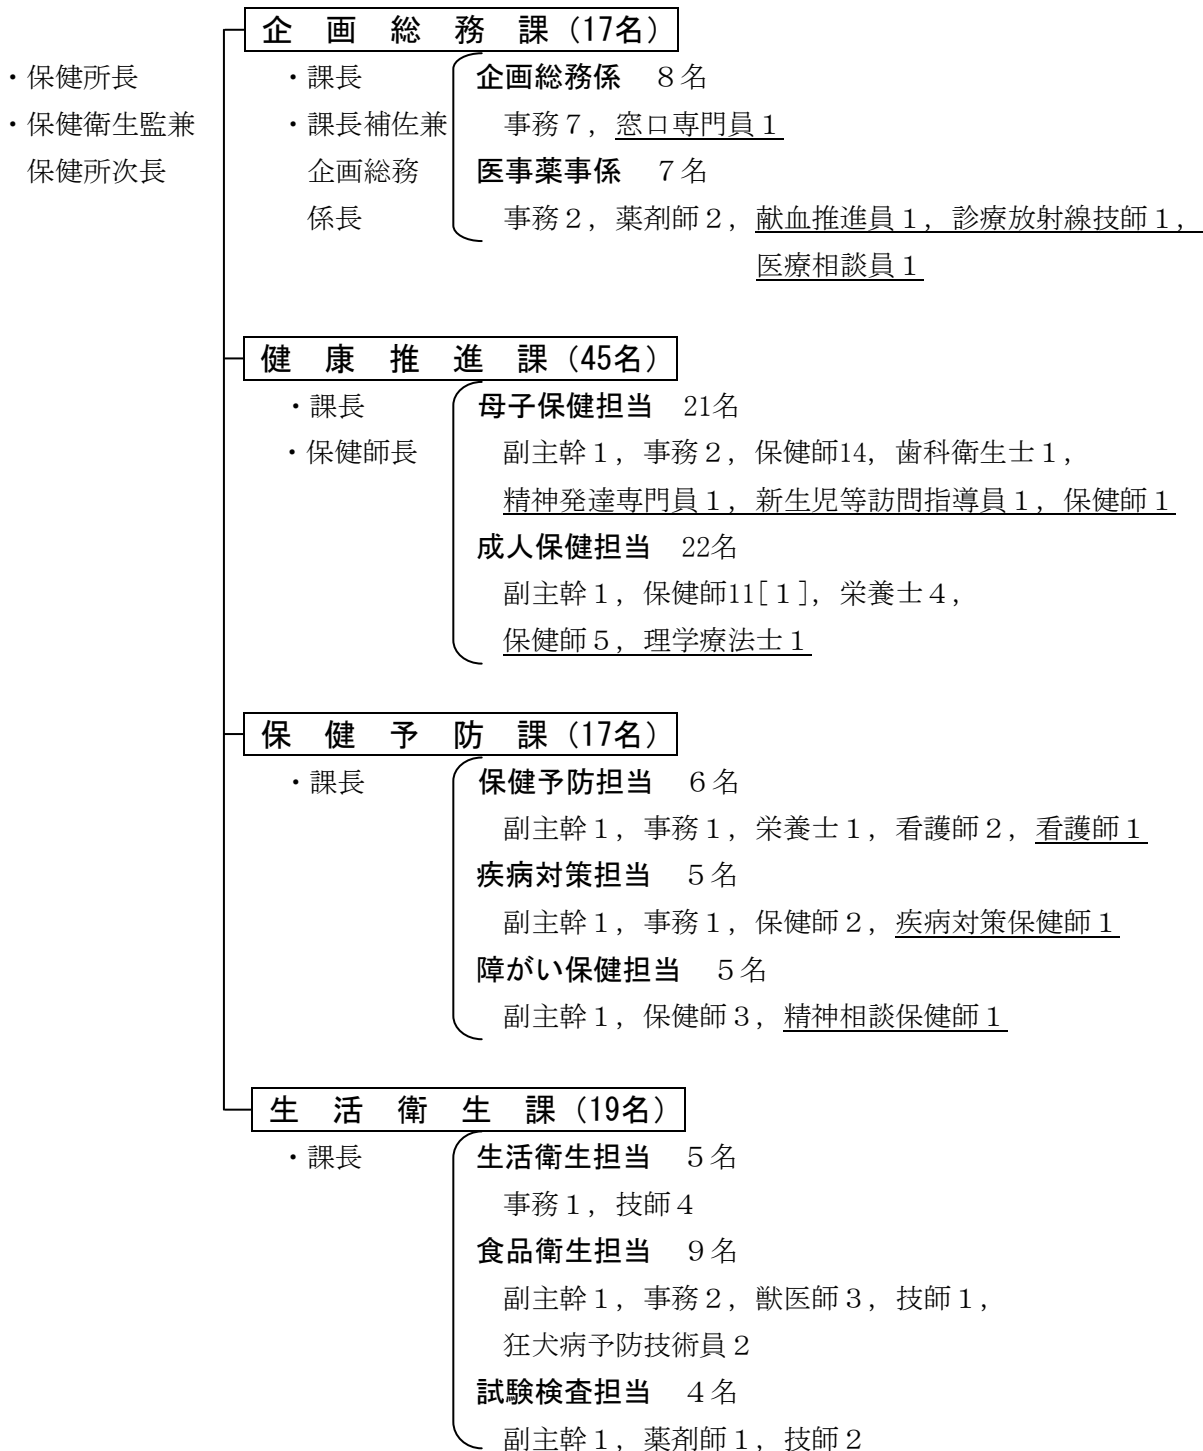 企画総務課（17名）
・保健所長
・保健衛生監兼
保健所次長
・課長
・課長補佐兼
企画総務
係長
企画総務係　８名
事務７，窓口専門員１
医事薬事係　７名
事務２，薬剤師２，献血推進員１，診療放射線技師１，
医療相談員１
健康推進課（45名）
・課長
・保健師長
母子保健担当　21名
副主幹１，事務２，保健師14，歯科衛生士１，
精神発達専門員１，新生児等訪問指導員１，保健師１
成人保健担当　22名
副主幹１，保健師11[１]，栄養士４，
保健師５，理学療法士１
保健予防課（17名）
・課長
保健予防担当　６名
副主幹１，事務１，栄養士１，看護師２，看護師１
疾病対策担当　５名
副主幹１，事務１，保健師２，疾病対策保健師１
障がい保健担当　５名
副主幹１，保健師３，精神相談保健師１
生活衛生課（19名）
・課長
生活衛生担当　５名
事務１，技師４
食品衛生担当　９名
副主幹１，事務２，獣医師３，技師１，
狂犬病予防技術員２
試験検査担当　４名
副主幹１，薬剤師１，技師２